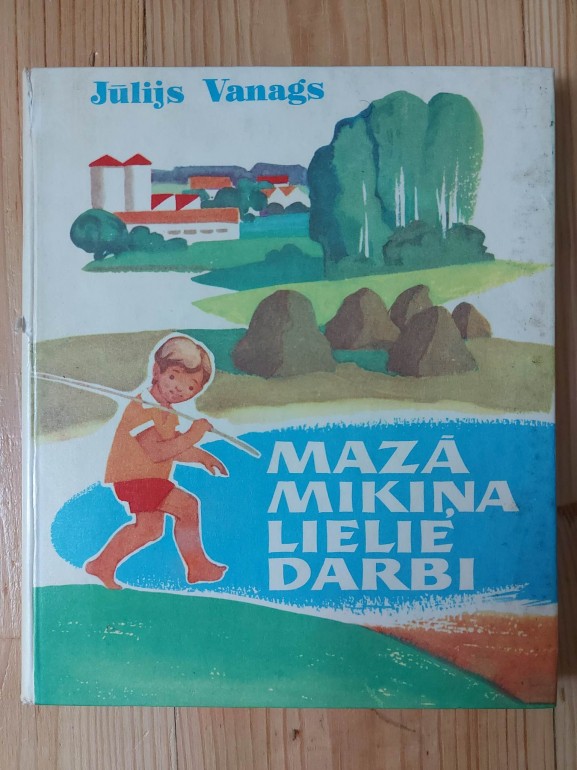 Jūlijs Vanags
MAZĀ
MIKIŅA
LIELIE
DARBI